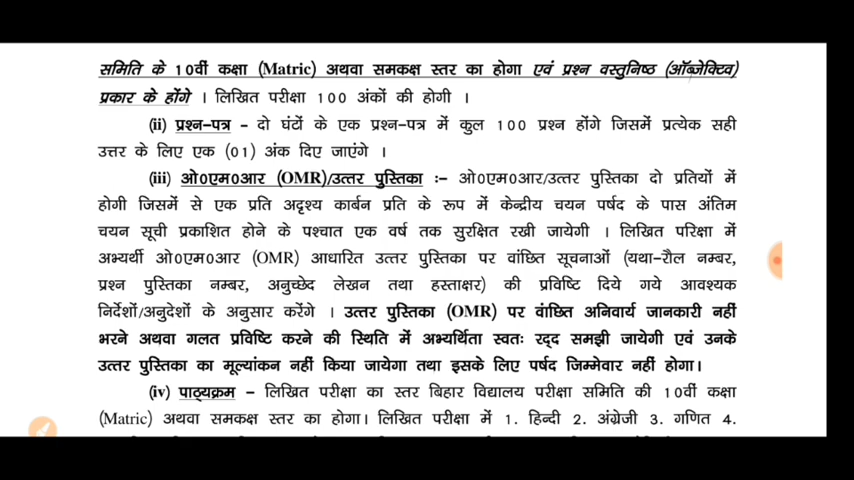 समिति के 10वीं कक्षा (Matric) अथवा समकक्ष स्तर का होगा एवं प्रश्न वस्तुनिष्ठ (ऑब्जेक्टिव)
प्रकार के होंगे । लिखित परीक्षा 100 अंकों की होगी ।
(ii) प्रश्न-पत्र - दो घंटों के एक प्रश्न-पत्र में कुल 100 प्रश्न होंगे जिसमें प्रत्येक सही
उत्तर के लिए एक (01) अंक दिए जाएंगे ।
(iii) ओ0एम0आर (OMR)/उत्तर पुस्तिका :- ओ0एम0आर/उत्तर पुस्तिका दो प्रतियों में
होगी जिसमें से एक प्रति अदृश्य कार्बन प्रति के रूप में केन्द्रीय चयन पर्षद के पास अंतिम
चयन सूची प्रकाशित होने के पश्चात एक वर्ष तक सुरक्षित रखी जायेगी । लिखित परिक्षा में
अभ्यर्थी ओ0एम0आर (OMR) आधारित उत्तर पुस्तिका पर वांछित सूचनाओं (यथा-रौल नम्बर,
प्रश्न पुस्तिका नम्बर, अनुच्छेद लेखन तथा हस्ताक्षर) की प्रविष्टि दिये गये आवश्यक
निर्देशों/अनुदेशों के अनुसार करेंगे । उत्तर पुस्तिका (OMR) पर वांछित अनिवार्य जानकारी नहीं
भरने अथवा गलत प्रविष्टि करने की स्थिति में अभ्यर्थिता स्वतः रद्द समझी जायेगी एवं उनके
उत्तर पुस्तिका का मूल्यांकन नहीं किया जायेगा तथा इसके लिए पर्षद जिम्मेवार नहीं होगा।
(iv) पाठ्यक्रम – लिखित परीक्षा का स्तर बिहार विद्यालय परीक्षा समिति की 10वीं कक्षा
(Matric) अथवा समकक्ष स्तर का होगा। लिखित परीक्षा में 1. हिन्दी 2. अंग्रेजी 3. गणित 4.